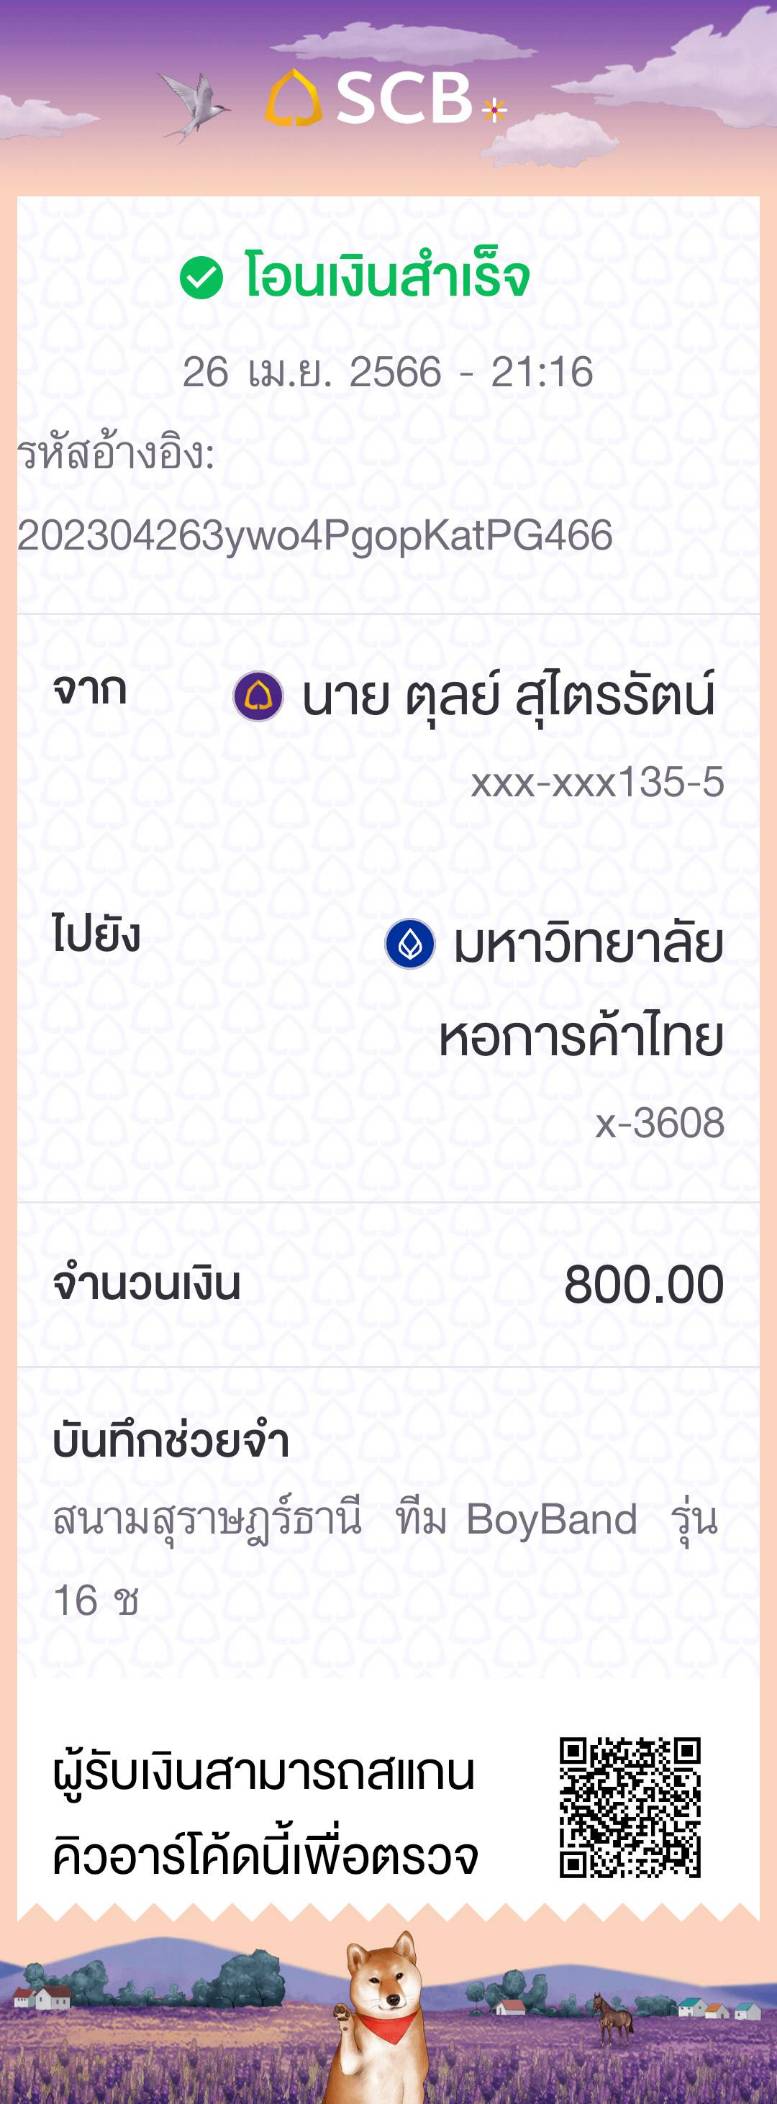 SCB
โอนเงินสำเร็จ
26 เม.ย. 2566 - 21:16
รหัสอ้างอิง:
202304263ywo4PgopKatPG466
จาก นาย ตุลย์ สุไตรรัตน์
xxx-xxx135-5
ไปยัง มหาวิทยาลัย
หอการค้าไทย
x-3608
จำนวนเงิน 800.00
บันทึกช่วยจำ
สนามสุราษฎร์ธานี ทีม BoyBand รุ่น
16 ช
ผู้รับเงินสามารถสแกน
คิวอาร์โค้ดนี้เพื่อตรวจ